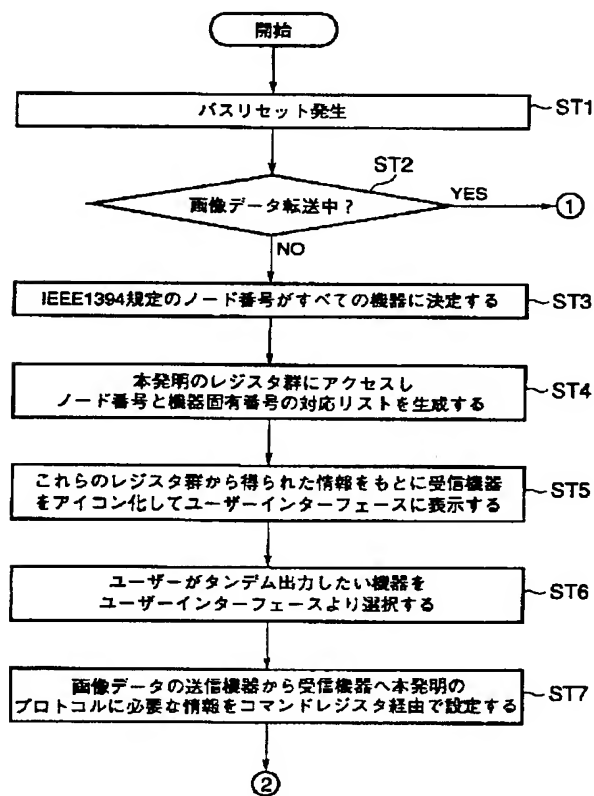 開始
バスリセット発生
ST1
ST2
画像データ転送中？
YES
①
NO
IEEE1394規定のノード番号がすべての機器に決定する
ST3
本発明のレジスタ群にアクセスし
ノード番号と機器固有番号の対応リストを生成する
ST4
これらのレジスタ群から得られた情報をもとに受信機器
をアイコン化してユーザーインターフェースに表示する
ST5
ユーザーがタンデム出力したい機器を
ユーザーインターフェースより選択する
ST6
画像データの送信機器から受信機器へ本発明の
プロトコルに必要な情報をコマンドレジスタ経由で設定する
ST7
②